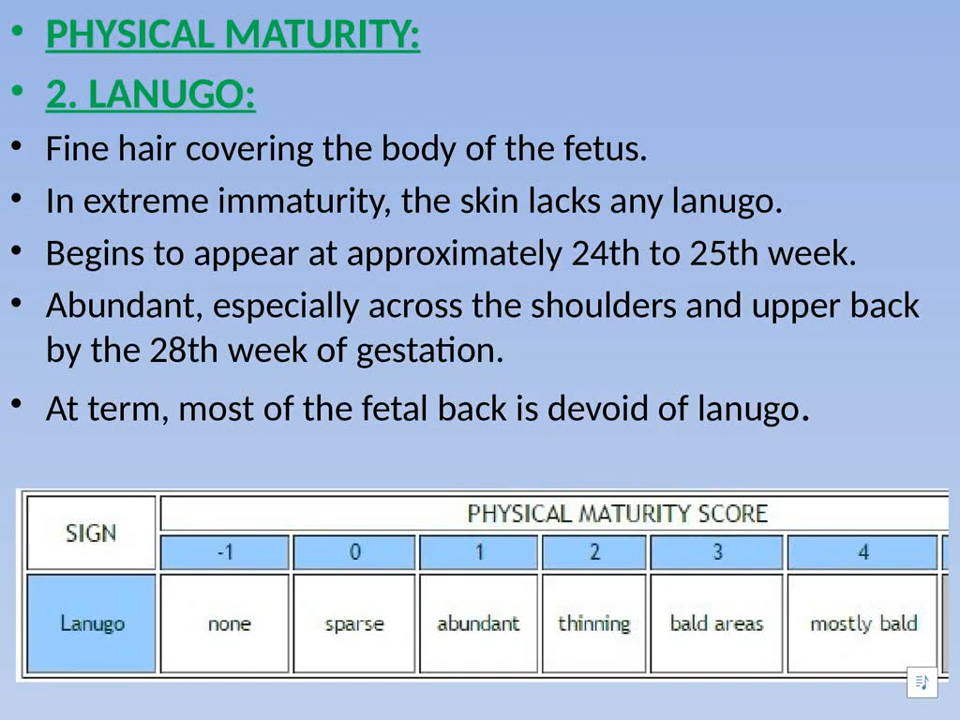 • PHYSICAL MATURITY:
• 2. LANUGO:
• Fine hair covering the body of the fetus.
• In extreme immaturity, the skin lacks any lanugo.
• Begins to appear at approximately 24th to 25th week.
• Abundant, especially across the shoulders and upper back
by the 28th week of gestation.
• At term, most of the fetal back is devoid of lanugo.
SIGN PHYSICAL MATURITY SCORE
-1 0 1 2 3 4
Lanugo none sparse abundant thinning bald areas mostly bald